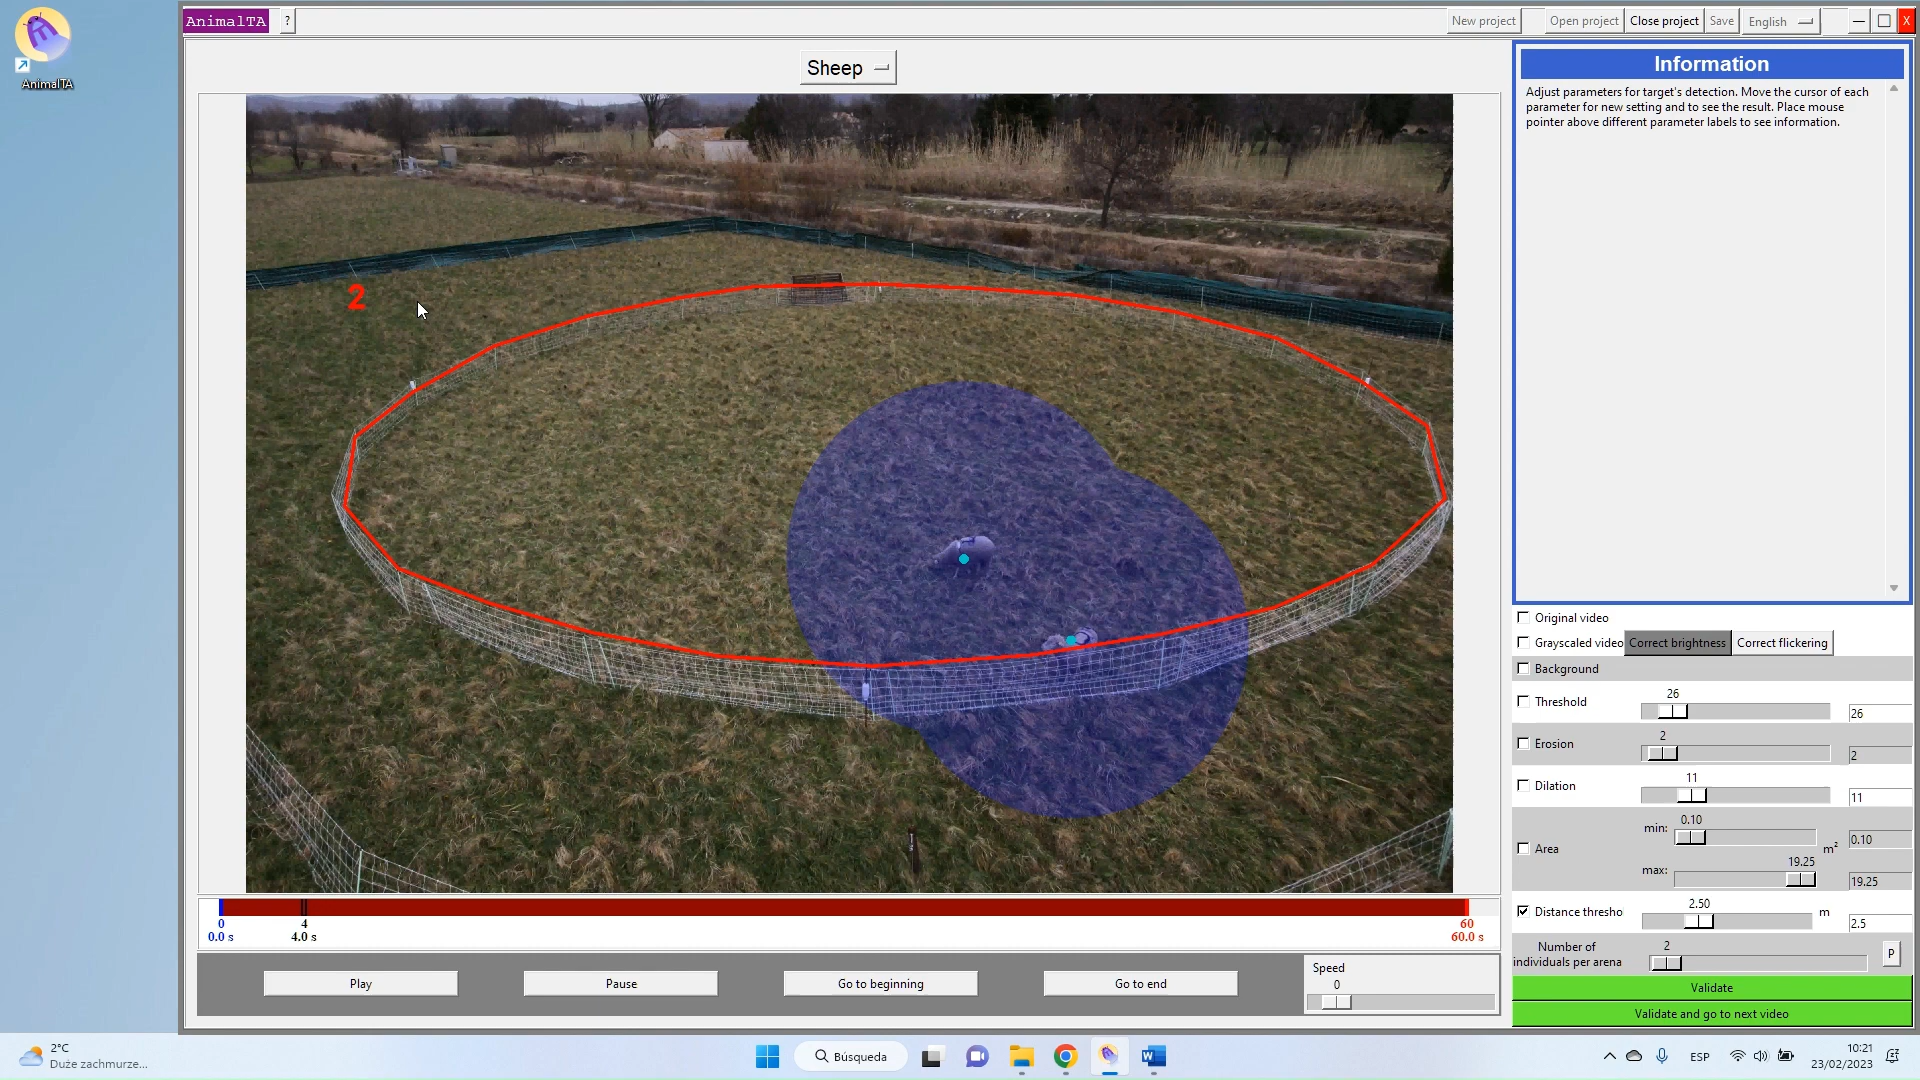 AnimalTA
?
New project
Open project
Close project
Save
English
X
AnimalTA
Sheep
Information
Adjust parameters for target's detection. Move the cursor of each
parameter for new setting and to see the result. Place mouse
pointer above different parameter labels to see information.
2
Original video
Grayscaled video
Correct brightness
Correct flickering
Background
Threshold
26
26
Erosion
2
2
Dilation
11
11
Area
min:
0.10
m²
0.10
max:
19.25
19.25
Distance thresho
2.50
m
2.5
Number of
individuals per arena
2
P
Validate
Validate and go to next video
0
0.0 s
4
4.0 s
60
60.0 s
Play
Pause
Go to beginning
Go to end
Speed
0
2°C
Duże zachmurze...
Búsqueda
ESP
10:21
23/02/2023